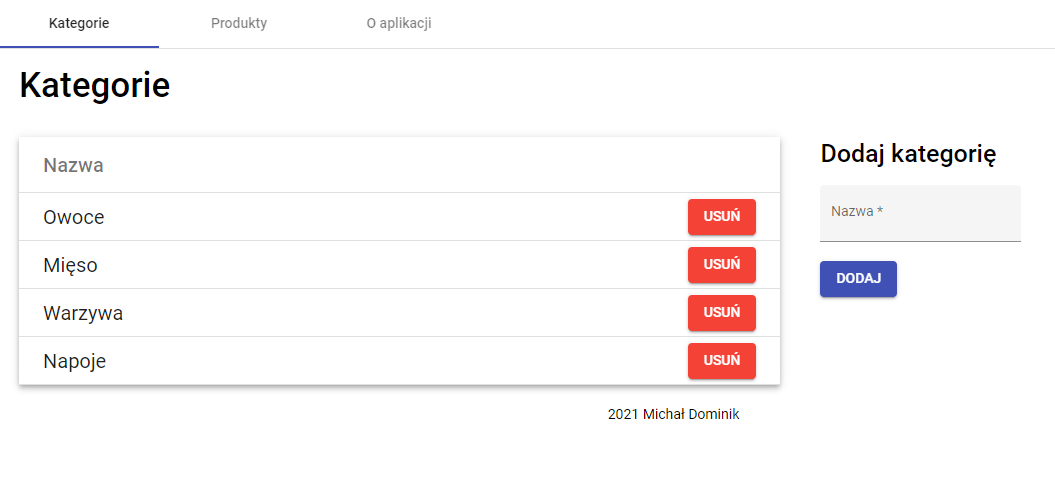 Kategorie Produkty O aplikacji
Kategorie
Nazwa
Owoce USUŃ
Mięso USUŃ
Warzywa USUŃ
Napoje USUŃ
Dodaj kategorię
Nazwa *
DODAJ
2021 Michał Dominik